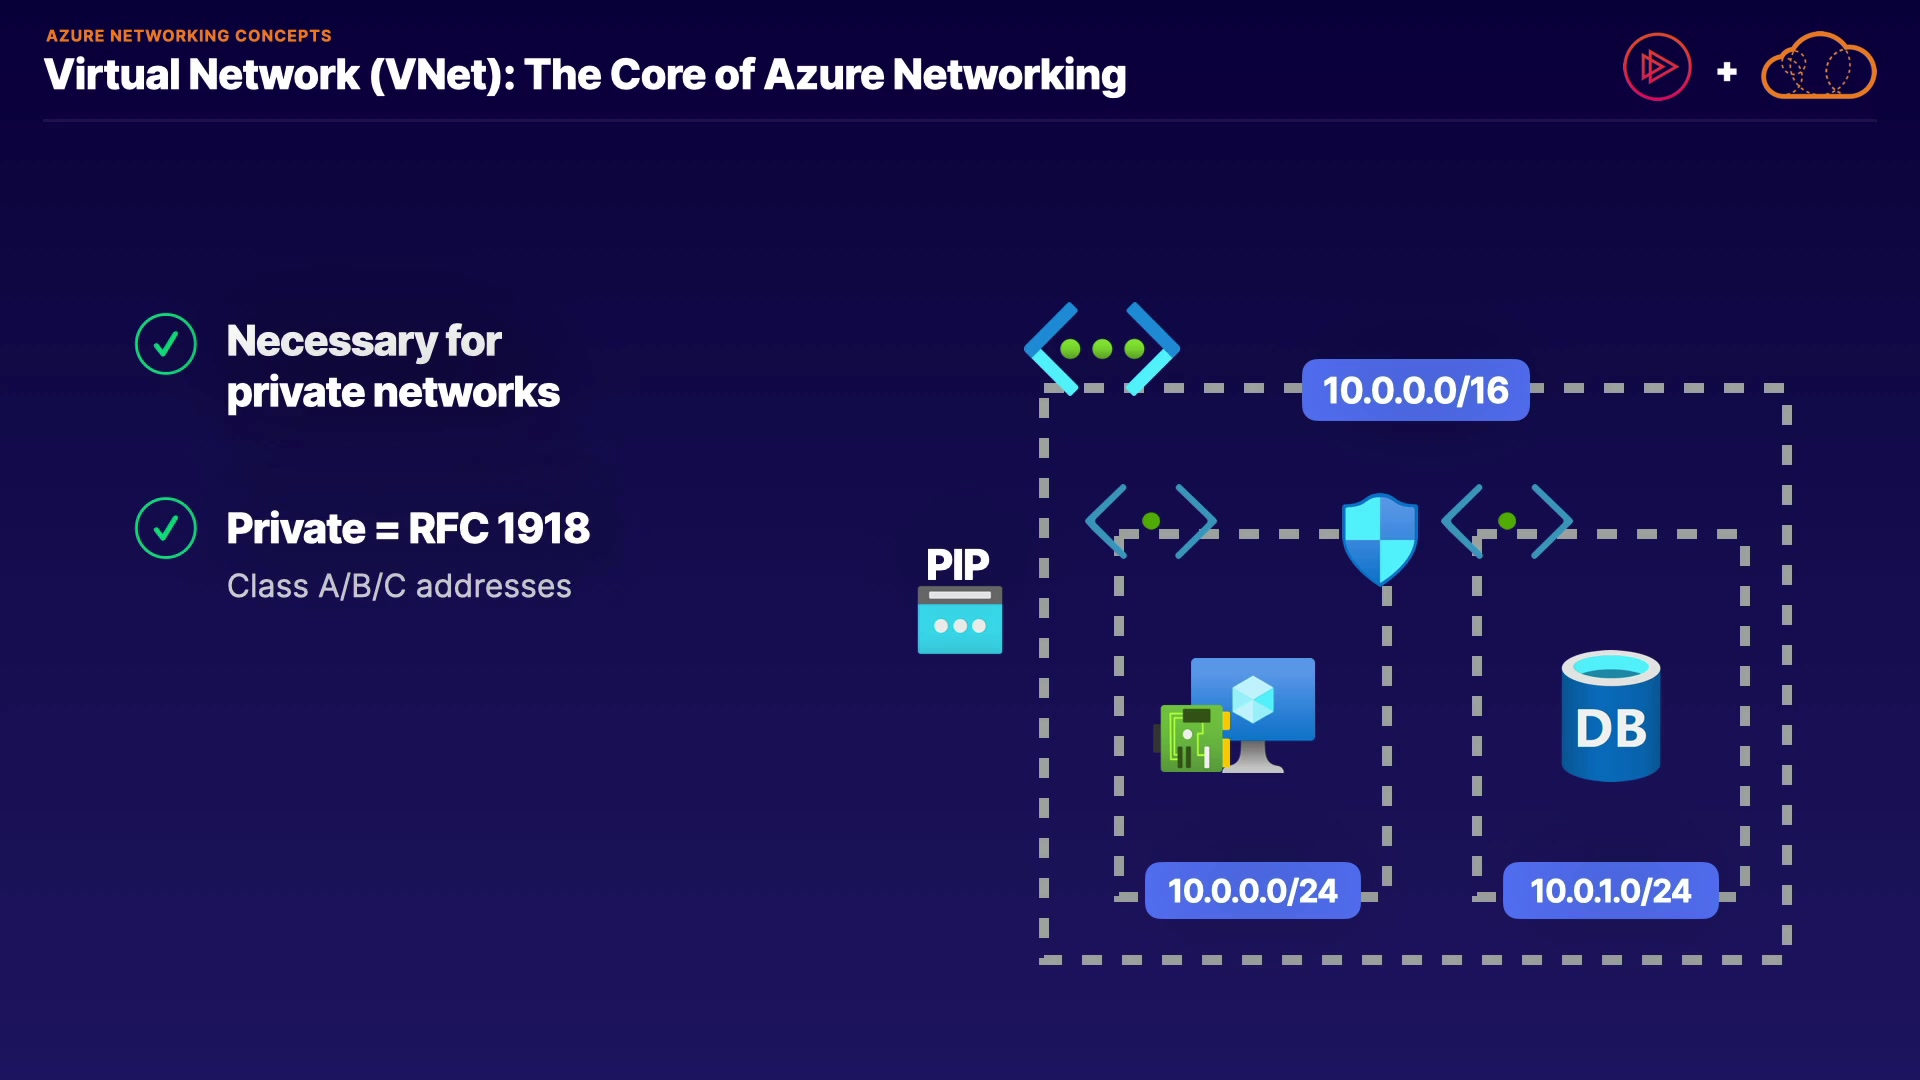 AZURE NETWORKING CONCEPTS
Virtual Network (VNet): The Core of Azure Networking
Necessary for
private networks
Private = RFC 1918
Class A/B/C addresses
10.0.0.0/16
PIP
DB
10.0.0.0/24
10.0.1.0/24